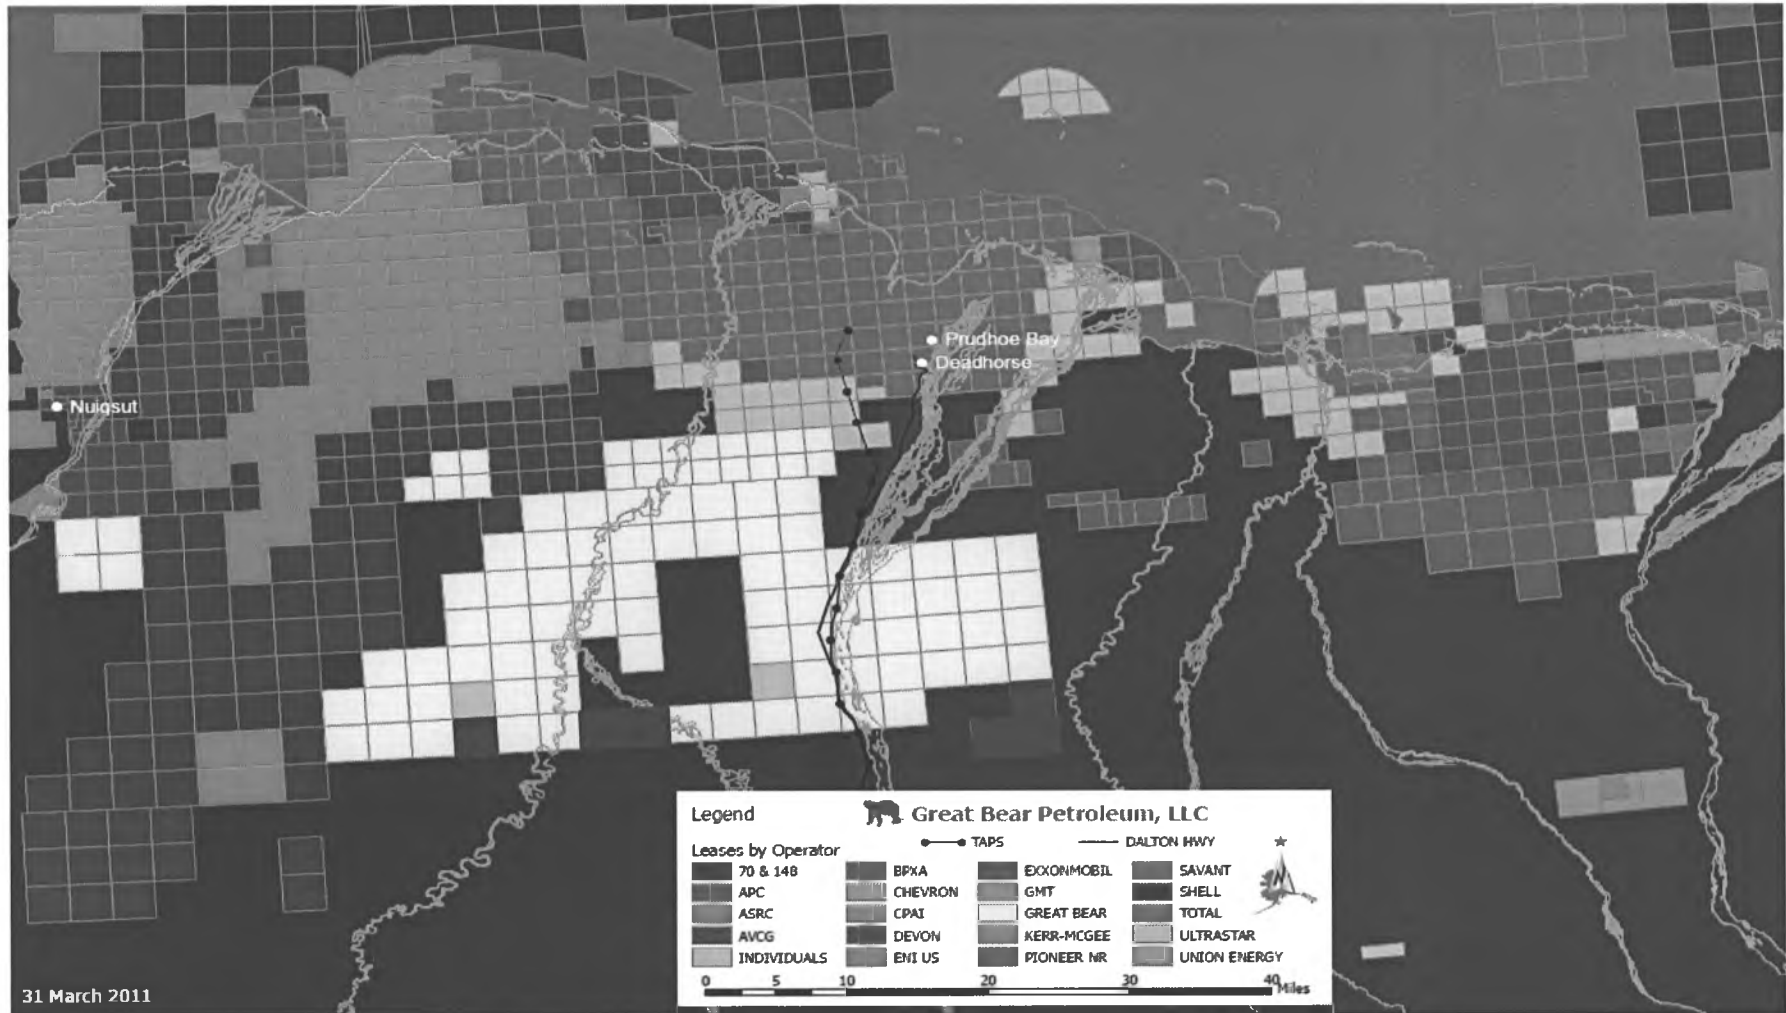 Prudhoe Bay
Deadhorse
Nuiqsut
Legend
Great Bear Petroleum, LLC
TAPS
DALTON HWY
Leases by Operator
70 & 148
APC
ASRC
AVCG
INDIVIDUALS
BPXA
CHEVRON
CPAI
DEVON
ENI US
EXXONMOBIL
GMT
GREAT BEAR
KERR-MCGEE
PIONEER NR
SAVANT
SHELL
TOTAL
ULTRASTAR
UNION ENERGY
N
0 5 10 20 30 40 Miles
31 March 2011